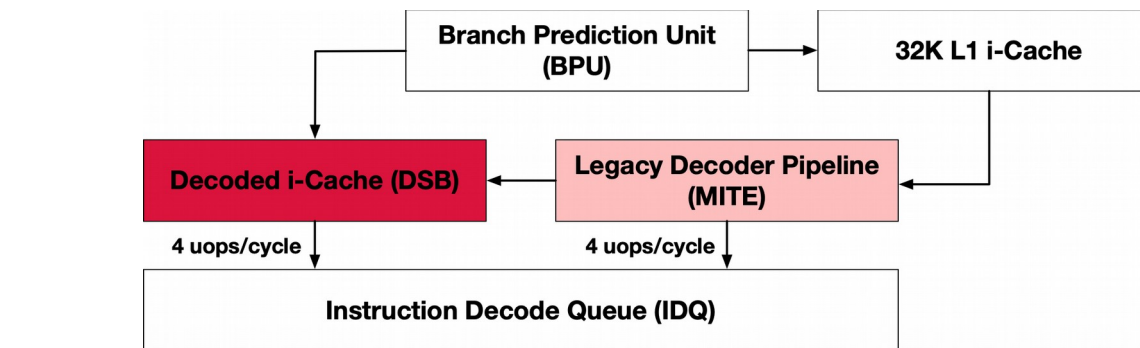 Branch Prediction Unit
(BPU)
32K L1 i-Cache
Decoded i-Cache (DSB)
Legacy Decoder Pipeline
(MITE)
4 uops/cycle
4 uops/cycle
Instruction Decode Queue (IDQ)